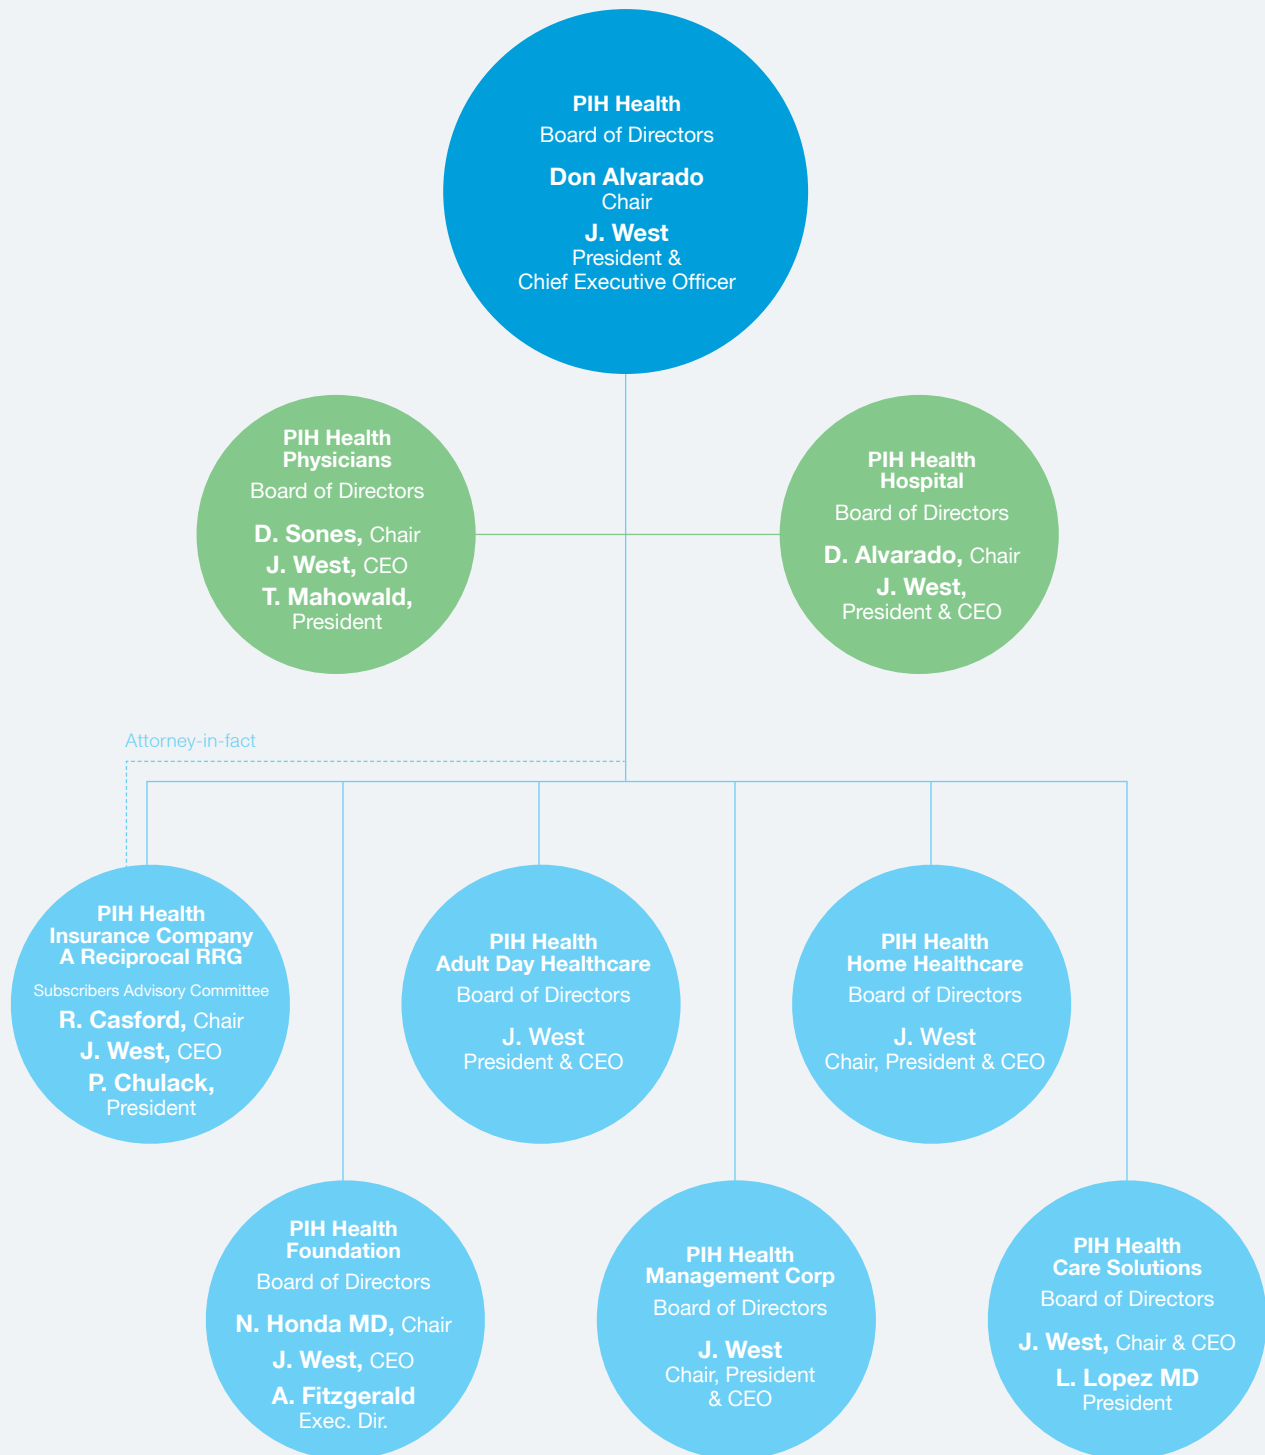 PIH Health
Board of Directors
Don Alvarado
Chair
J. West
President &
Chief Executive Officer
PIH Health
Physicians
Board of Directors
D. Sones, Chair
J. West, CEO
T. Mahowald,
President
PIH Health
Hospital
Board of Directors
D. Alvarado, Chair
J. West,
President & CEO
Attorney-in-fact
PIH Health
Insurance Company
A Reciprocal RRG
Subscribers Advisory Committee
R. Casford, Chair
J. West, CEO
P. Chulack,
President
PIH Health
Adult Day Healthcare
Board of Directors
J. West
President & CEO
PIH Health
Home Healthcare
Board of Directors
J. West
Chair, President & CEO
PIH Health
Foundation
Board of Directors
N. Honda MD, Chair
J. West, CEO
A. Fitzgerald
Exec. Dir.
PIH Health
Management Corp
Board of Directors
J. West
Chair, President
& CEO
PIH Health
Care Solutions
Board of Directors
J. West, Chair & CEO
L. Lopez MD
President